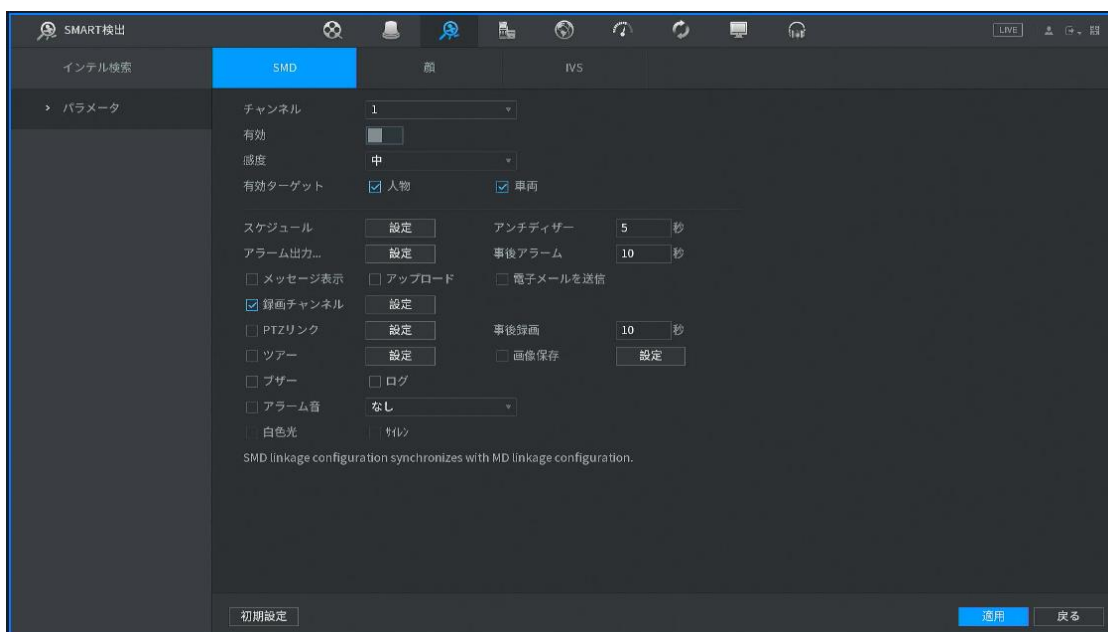 SMART検出 LIVE
インテル検索 SMD 顔 IVS
パラメータ
チャンネル 1
有効
感度 中
有効ターゲット 人物 車両
スケジュール 設定 アンチディザー 5 秒
アラーム出力... 設定 事後アラーム 10 秒
メッセージ表示 アップロード 電子メールを送信
録画チャンネル 設定
PTZリンク 設定 事後録画 10 秒
ツアー 設定 画像保存 設定
ブザー ログ
アラーム音 なし
白色光 ｻｲﾚﾝ
SMD linkage configuration synchronizes with MD linkage configuration.
初期設定 適用 戻る